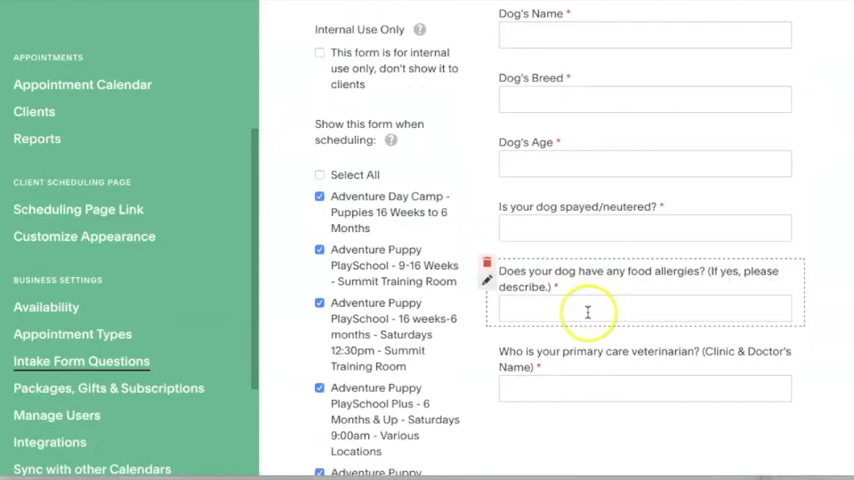 APPOINTMENTS
Appointment Calendar
Clients
Reports
CLIENT SCHEDULING PAGE
Scheduling Page Link
Customize Appearance
BUSINESS SETTINGS
Availability
Appointment Types
Intake Form Questions
Packages, Gifts & Subscriptions
Manage Users
Integrations
Sync with other Calendars
Internal Use Only ?
This form is for internal
use only, don't show it to
clients
Show this form when
scheduling: ?
Select All
Adventure Day Camp -
Puppies 16 Weeks to 6
Months
Adventure Puppy
PlaySchool - 9-16 Weeks
- Summit Training Room
Adventure Puppy
PlaySchool - 16 weeks-6
months - Saturdays
12:30pm - Summit
Training Room
Adventure Puppy
PlaySchool Plus - 6
Months & Up - Saturdays
9:00am - Various
Locations
Adventure Puppy
Dog's Name *
Dog's Breed *
Dog's Age *
Is your dog spayed/neutered? *
Does your dog have any food allergies? (If yes, please
describe.) *
Who is your primary care veterinarian? (Clinic & Doctor's
Name) *